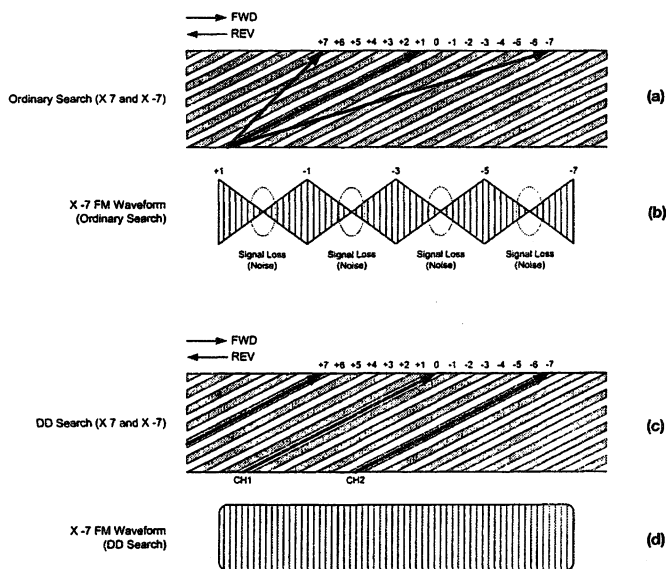 FWD
REV
+7 +6 +5 +4 +3 +2 +1 0 -1 -2 -3 -4 -5 -6 -7
Ordinary Search (X 7 and X -7)
(a)
+1 -1 -3 -5 -7
X -7 FM Waveform
(Ordinary Search)
(b)
Signal Loss Signal Loss Signal Loss Signal Loss
(Noise) (Noise) (Noise) (Noise)
FWD
REV
+7 +6 +5 +4 +3 +2 +1 0 -1 -2 -3 -4 -5 -6 -7
DD Search (X 7 and X -7)
(c)
CH1 CH2
X -7 FM Waveform
(DD Search)
(d)